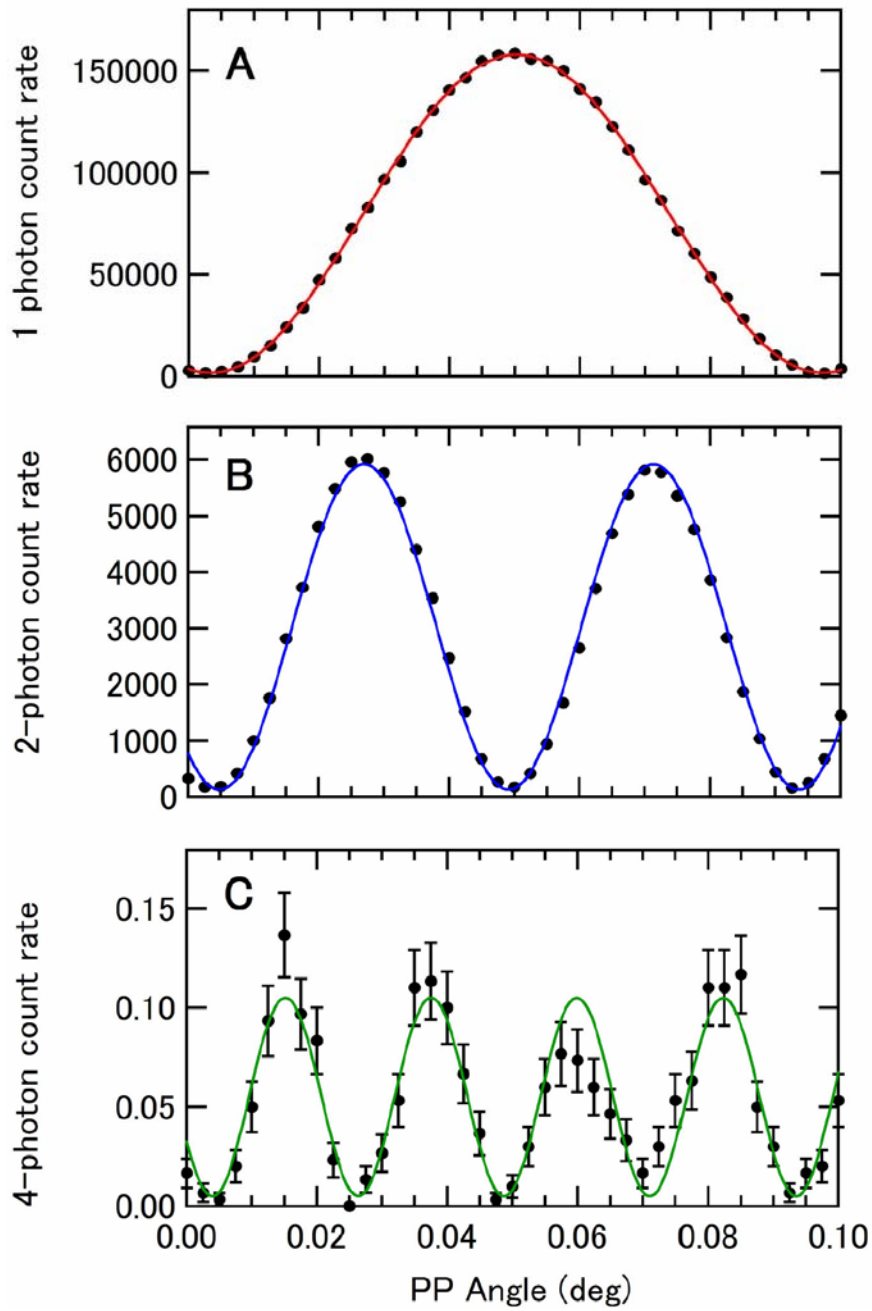 A
1 photon count rate
150000
100000
50000
0
B
2-photon count rate
6000
5000
4000
3000
2000
1000
0
C
4-photon count rate
0.15
0.10
0.05
0.00
0.00 0.02 0.04 0.06 0.08 0.10
PP Angle (deg)